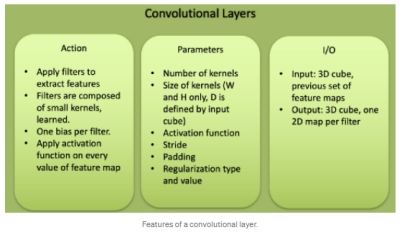 Convolutional Layers
Action
• Apply filters to
extract features
• Filters are composed
of small kernels,
learned.
• One bias per filter.
• Apply activation
function on every
value of feature map
Parameters
• Number of kernels
• Size of kernels (W
and H only, D is
defined by input
cube)
• Activation function
• Stride
• Padding
• Regularization type
and value
I/O
• Input: 3D cube,
previous set of
feature maps
• Output: 3D cube, one
2D map per filter
Features of a convolutional layer.